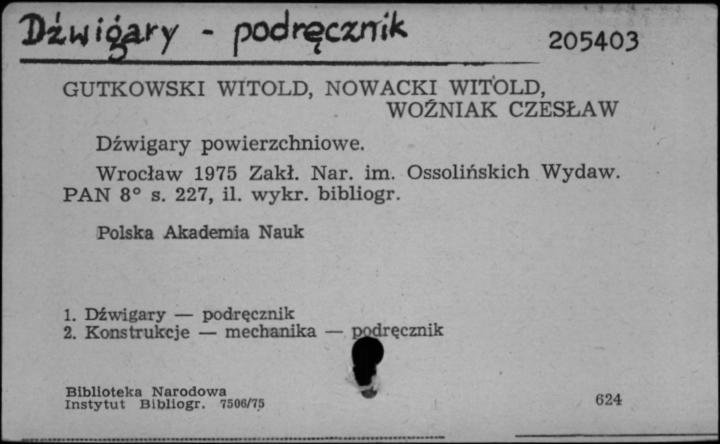 Dźwigary - podręcznik
205403
GUTKOWSKI WITOLD, NOWACKI WITOLD,
WOŹNIAK CZESŁAW
Dźwigary powierzchniowe.
Wrocław 1975 Zakł. Nar. im. Ossolińskich Wydaw.
PAN 8° s. 227, il. wykr. bibliogr.
Polska Akademia Nauk
1. Dźwigary — podręcznik
2. Konstrukcje — mechanika — podręcznik
Biblioteka Narodowa
Instytut Bibliogr. 7506/75
624